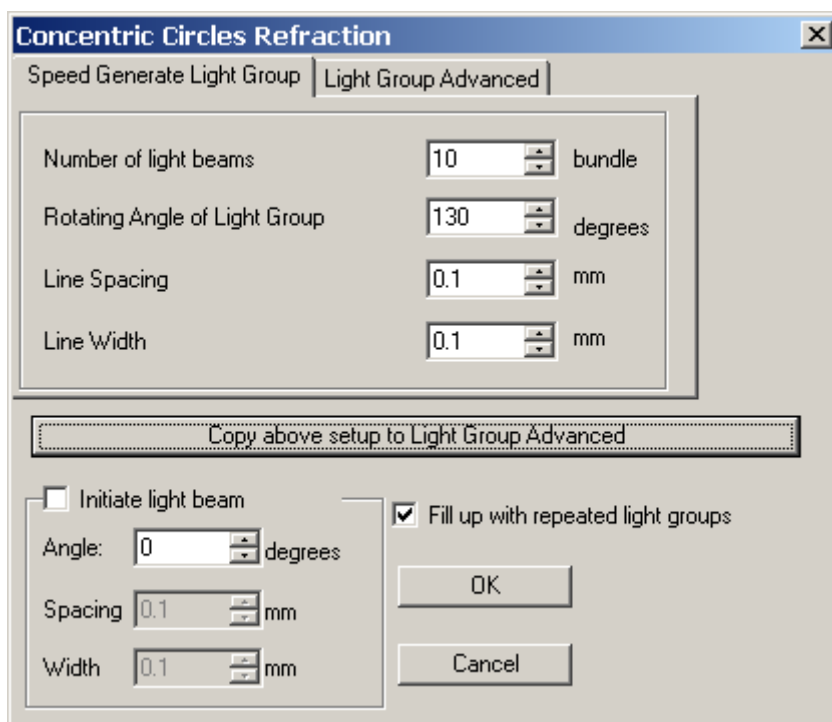 Concentric Circles Refraction
Speed Generate Light Group Light Group Advanced
Number of light beams 10 bundle
Rotating Angle of Light Group 130 degrees
Line Spacing 0.1 mm
Line Width 0.1 mm
Copy above setup to Light Group Advanced
Initiate light beam
Fill up with repeated light groups
Angle: 0 degrees
Spacing 0.1 mm
Width 0.1 mm
OK
Cancel